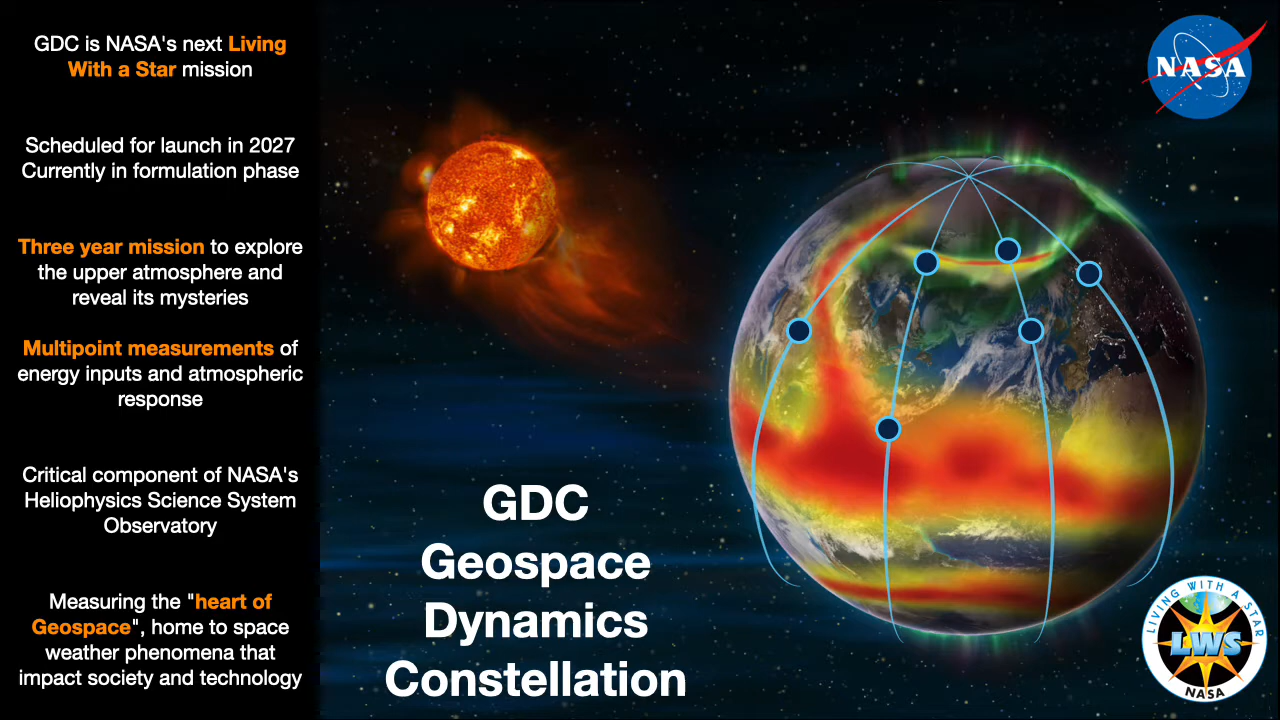 GDC is NASA's next Living
With a Star mission
Scheduled for launch in 2027
Currently in formulation phase
Three year mission to explore
the upper atmosphere and
reveal its mysteries
Multipoint measurements of
energy inputs and atmospheric
response
Critical component of NASA's
Heliophysics Science System
Observatory
Measuring the "heart of
Geospace", home to space
weather phenomena that
impact society and technology
GDC
Geospace
Dynamics
Constellation
NASA
LIVING WITH A STAR
LWS
NASA